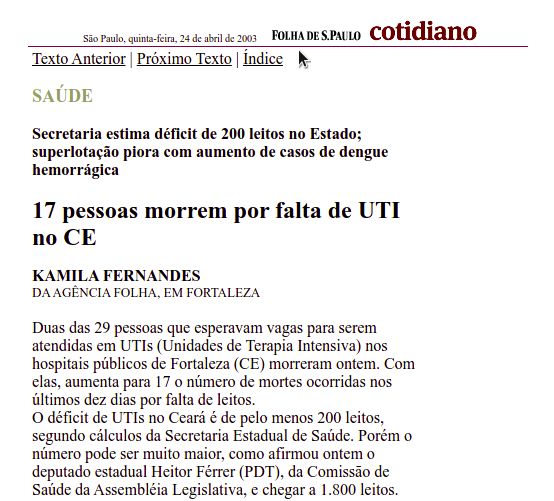 São Paulo, quinta-feira, 24 de abril de 2003 FOLHA DE S.PAULO cotidiano
Texto Anterior | Próximo Texto | Índice
SAÚDE
Secretaria estima déficit de 200 leitos no Estado;
superlotação piora com aumento de casos de dengue
hemorrágica
17 pessoas morrem por falta de UTI
no CE
KAMILA FERNANDES
DA AGÊNCIA FOLHA, EM FORTALEZA
Duas das 29 pessoas que esperavam vagas para serem
atendidas em UTIs (Unidades de Terapia Intensiva) nos
hospitais públicos de Fortaleza (CE) morreram ontem. Com
elas, aumenta para 17 o número de mortes ocorridas nos
últimos dez dias por falta de leitos.
O déficit de UTIs no Ceará é de pelo menos 200 leitos,
segundo cálculos da Secretaria Estadual de Saúde. Porém o
número pode ser muito maior, como afirmou ontem o
deputado estadual Heitor Férrer (PDT), da Comissão de
Saúde da Assembléia Legislativa, e chegar a 1.800 leitos.